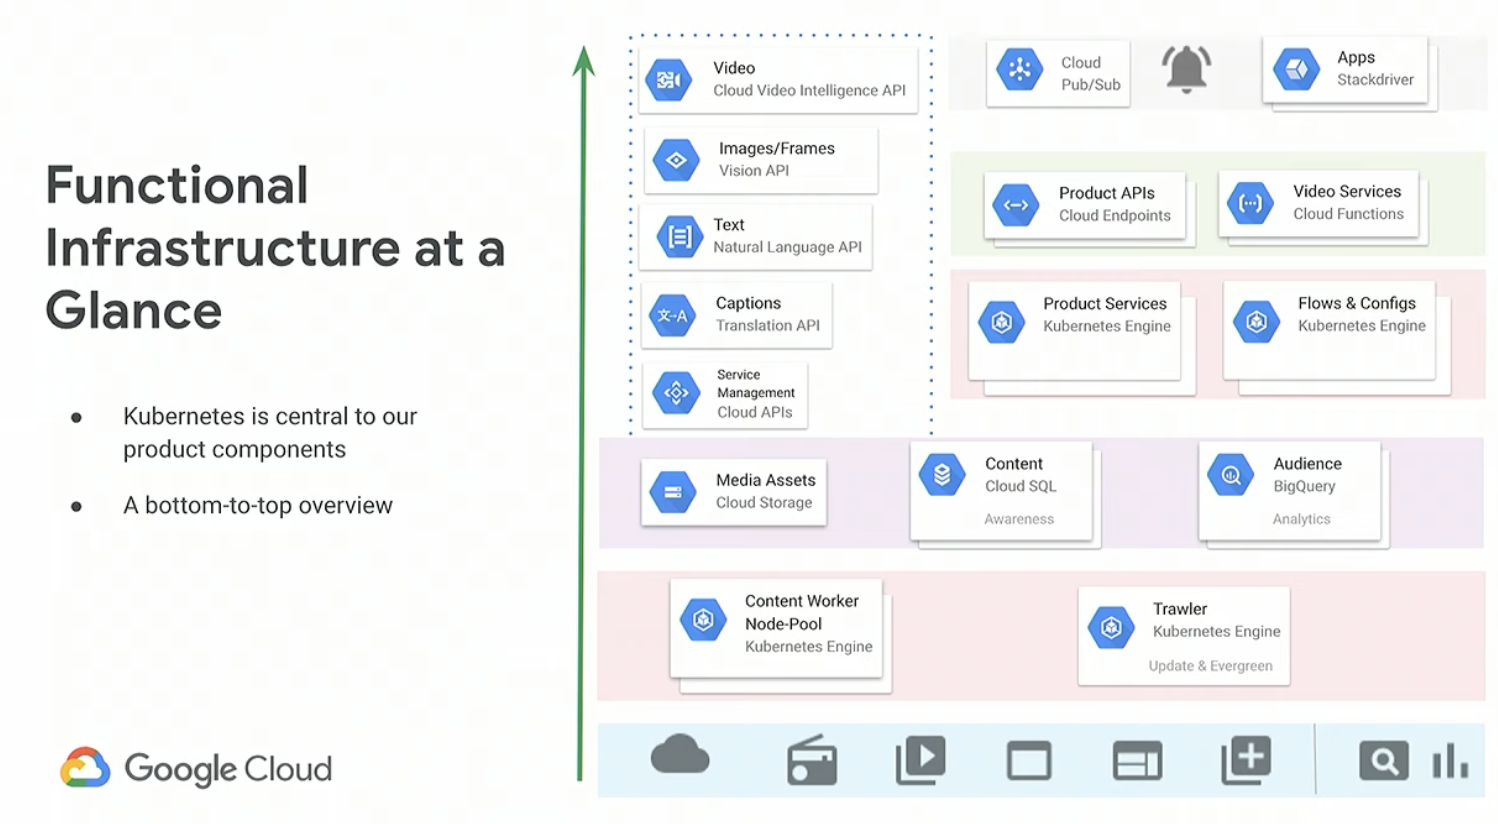 Functional
Infrastructure at a
Glance
● Kubernetes is central to our
product components
● A bottom-to-top overview
Google Cloud
Video
Cloud Video Intelligence API
Images/Frames
Vision API
Text
Natural Language API
Captions
Translation API
Service
Management
Cloud APIs
Cloud
Pub/Sub
Apps
Stackdriver
Product APIs
Cloud Endpoints
Video Services
Cloud Functions
Product Services
Kubernetes Engine
Flows & Configs
Kubernetes Engine
Media Assets
Cloud Storage
Content
Cloud SQL
Awareness
Audience
BigQuery
Analytics
Content Worker
Node-Pool
Kubernetes Engine
Trawler
Kubernetes Engine
Update & Evergreen